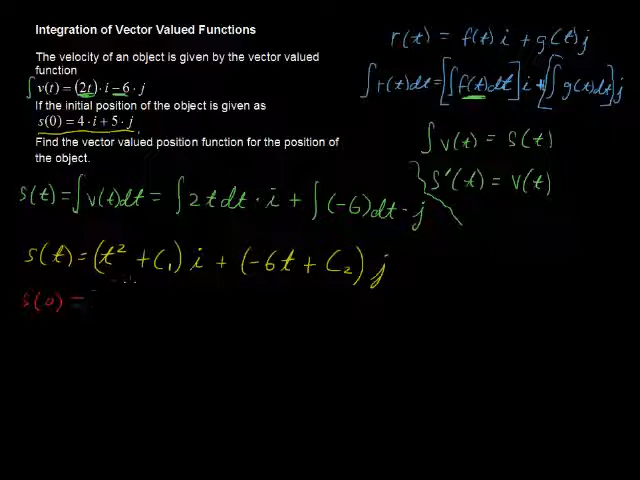 Integration of Vector Valued Functions
The velocity of an object is given by the vector valued
function
∫ v(t) = (2t) · i − 6 · j
If the initial position of the object is given as
s(0) = 4 · i + 5 · j .
Find the vector valued position function for the position of
the object.
r(t) = f(t) i + g(t) j
∫ r(t)dt = [∫ f(t)dt] i + [∫ g(t)dt] j
∫ v(t) = s(t)
s'(t) = v(t)
s(t) = ∫ v(t)dt = ∫ 2t dt · i + ∫ (-6)dt · j
s(t) = (t² + C₁) i + (-6t + C₂) j
s(0) =